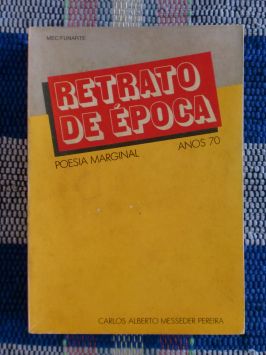 MEC/FUNARTE
RETRATO
DE ÉPOCA
POESIA MARGINAL ANOS 70
CARLOS ALBERTO MESSEDER PEREIRA